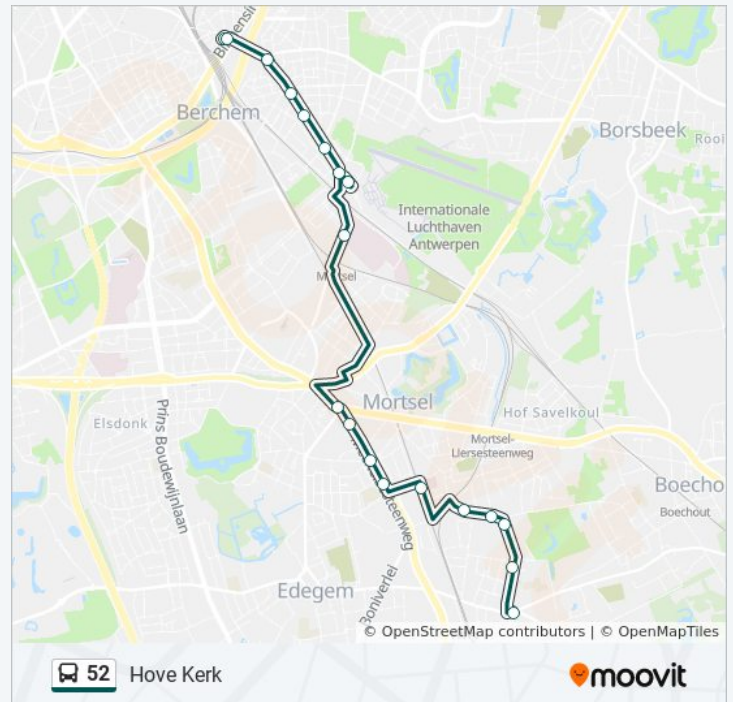 Berchem
Borsbeek
Internationale
Luchthaven
Antwerpen
Mortsel
Elsdonk
Prins Boudewijnlaan
Hof Savelkoul
Mortsel-
Liersesteenweg
Boecho
Boechout
Edegem
© OpenStreetMap contributors | © OpenMapTiles
52 Hove Kerk
moovit